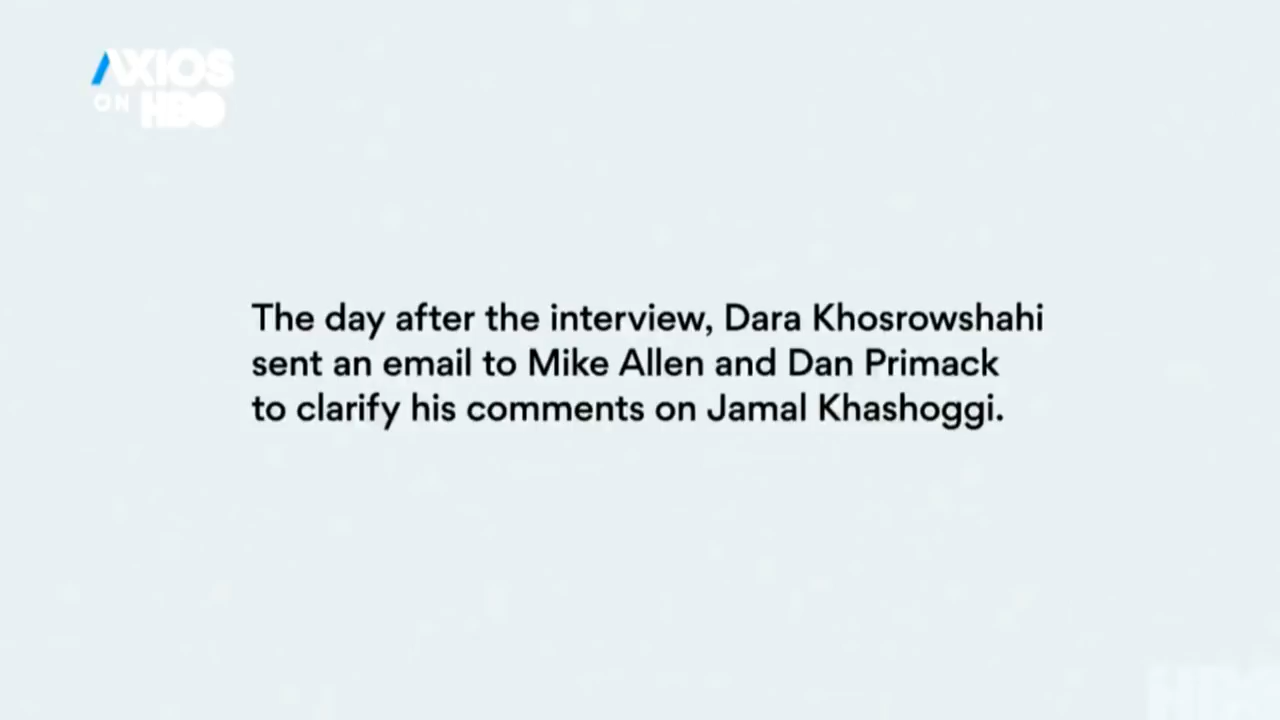 AXIOS
ON HBO
The day after the interview, Dara Khosrowshahi
sent an email to Mike Allen and Dan Primack
to clarify his comments on Jamal Khashoggi.